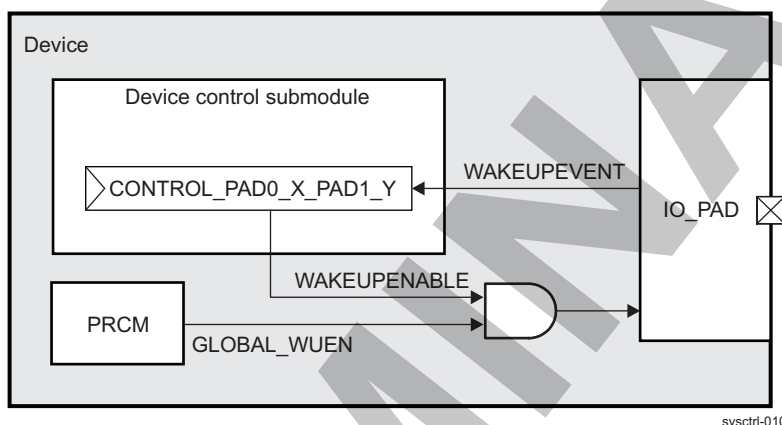 Device
Device control submodule
CONTROL_PAD0_X_PAD1_Y
WAKEUPEVENT
IO_PAD
WAKEUPENABLE
PRCM
GLOBAL_WUEN